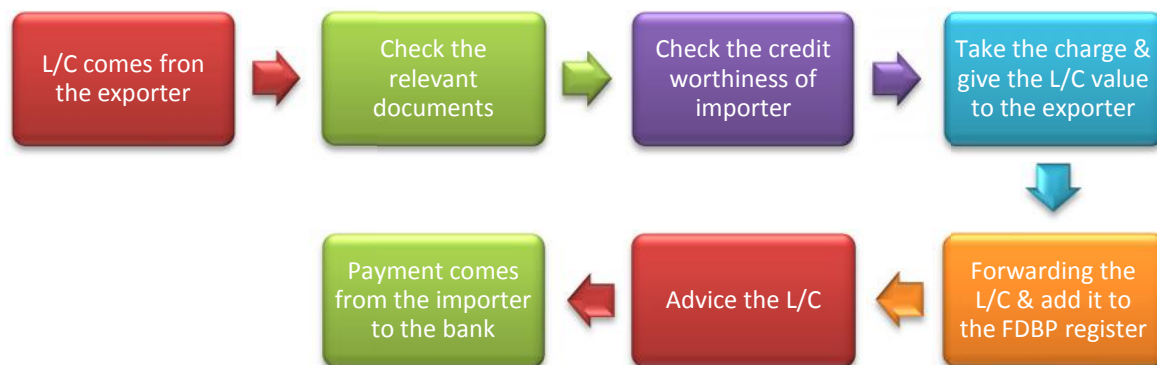 L/C comes fron
the exporter
Check the
relevant
documents
Check the credit
worthiness of
importer
Take the charge &
give the L/C value
to the exporter
Forwarding the
L/C & add it to
the FDBP register
Advice the L/C
Payment comes
from the importer
to the bank